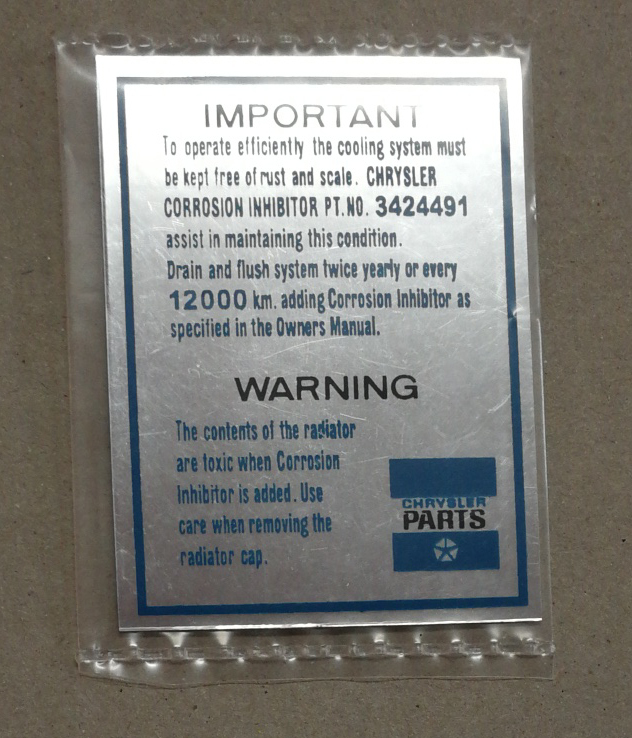 IMPORTANT
To operate efficiently the cooling system must
be kept free of rust and scale. CHRYSLER
CORROSION INHIBITOR PT.NO. 3424491
assist in maintaining this condition.
Drain and flush system twice yearly or every
12000 km. adding Corrosion Inhibitor as
specified in the Owners Manual.
WARNING
The contents of the radiator
are toxic when Corrosion
Inhibitor is added. Use
care when removing the
radiator cap.
CHRYSLER
PARTS